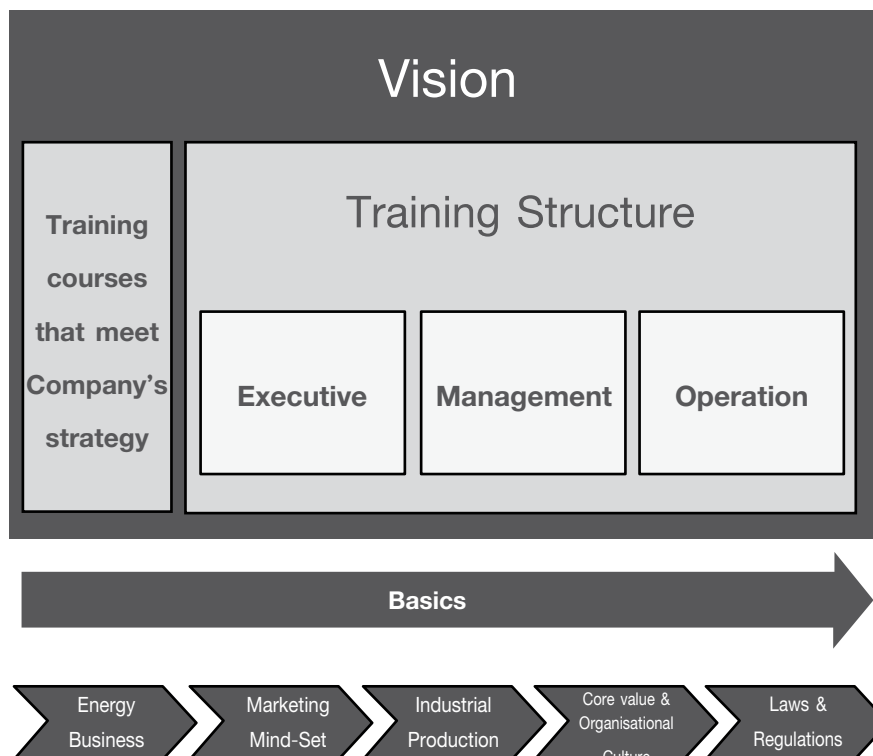 Vision
Training
courses
that meet
Company's
strategy
Training Structure
Executive
Management
Operation
Basics
Energy
Business
Marketing
Mind-Set
Industrial
Production
Core value &
Organisational
Culture
Laws &
Regulations